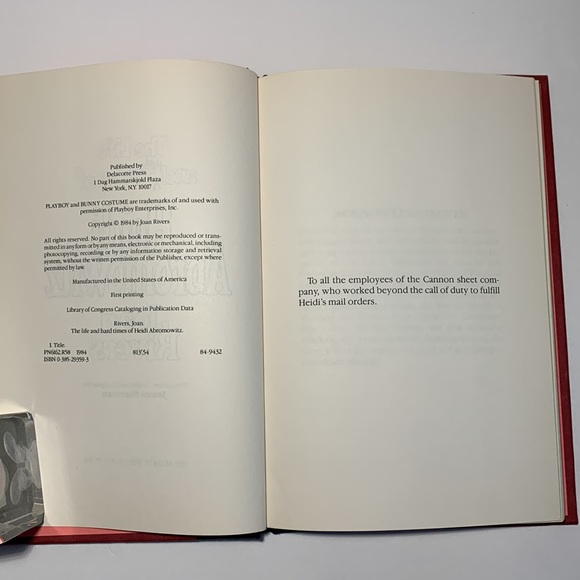 Published by
Delacorte Press
1 Dag Hammarskjold Plaza
New York, N.Y. 10017
PLAYBOY and BUNNY COSTUME are trademarks of and used with
permission of Playboy Enterprises, Inc.
Copyright © 1984 by Joan Rivers
All rights reserved. No part of this book may be reproduced or trans-
mitted in any form or by any means, electronic or mechanical, including
photocopying, recording or by any information storage and retrieval
system, without the written permission of the Publisher, except where
permitted by law.
Manufactured in the United States of America
First printing
Library of Congress Cataloging in Publication Data
Rivers, Joan.
The life and hard times of Heidi Abromowitz.
I. Title.
PN6162.R58 1984 813'.54 84-9432
ISBN 0-385-29359-3
To all the employees of the Cannon sheet com-
pany, who worked beyond the call of duty to fulfill
Heidi's mail orders.